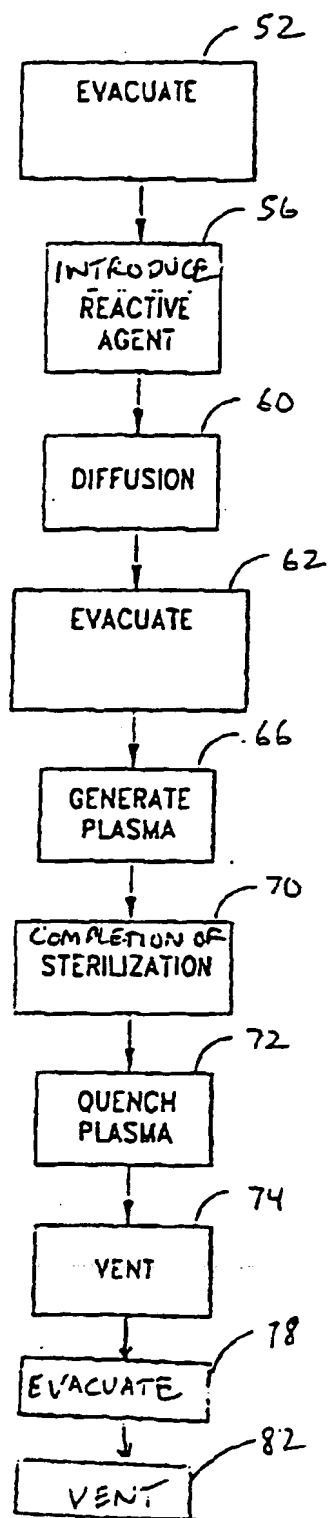 52
EVACUATE
56
INTRODUCE
REACTIVE
AGENT
60
DIFFUSION
62
EVACUATE
66
GENERATE
PLASMA
70
COMPLETION OF
STERILIZATION
72
QUENCH
PLASMA
74
VENT
78
EVACUATE
82
VENT